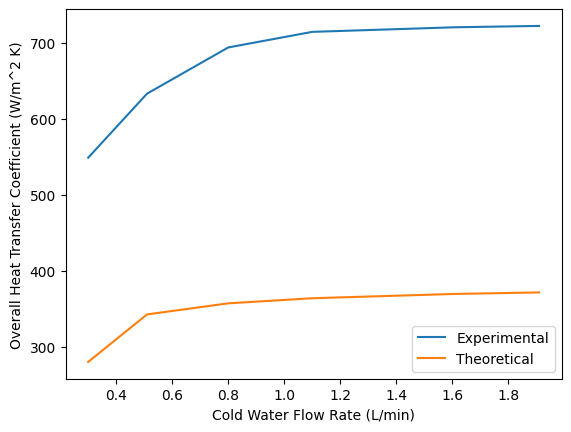 Overall Heat Transfer Coefficient (W/m^2 K)
700
600
500
400
300
0.4 0.6 0.8 1.0 1.2 1.4 1.6 1.8
Cold Water Flow Rate (L/min)
Experimental
Theoretical